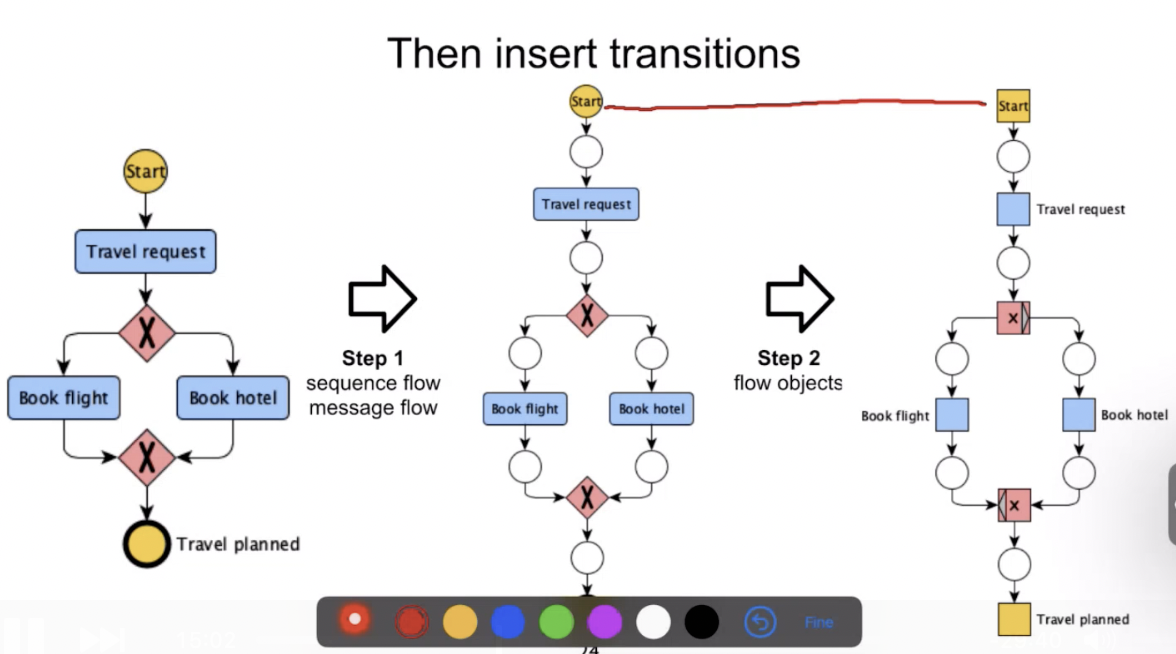 Then insert transitions
Start
Travel request
X
Book flight
Book hotel
X
Travel planned
Step 1
sequence flow
message flow
Start
Travel request
X
Book flight
Book hotel
X
Step 2
flow objects
Start
Travel request
x
Book flight
Book hotel
x
Travel planned
Fine